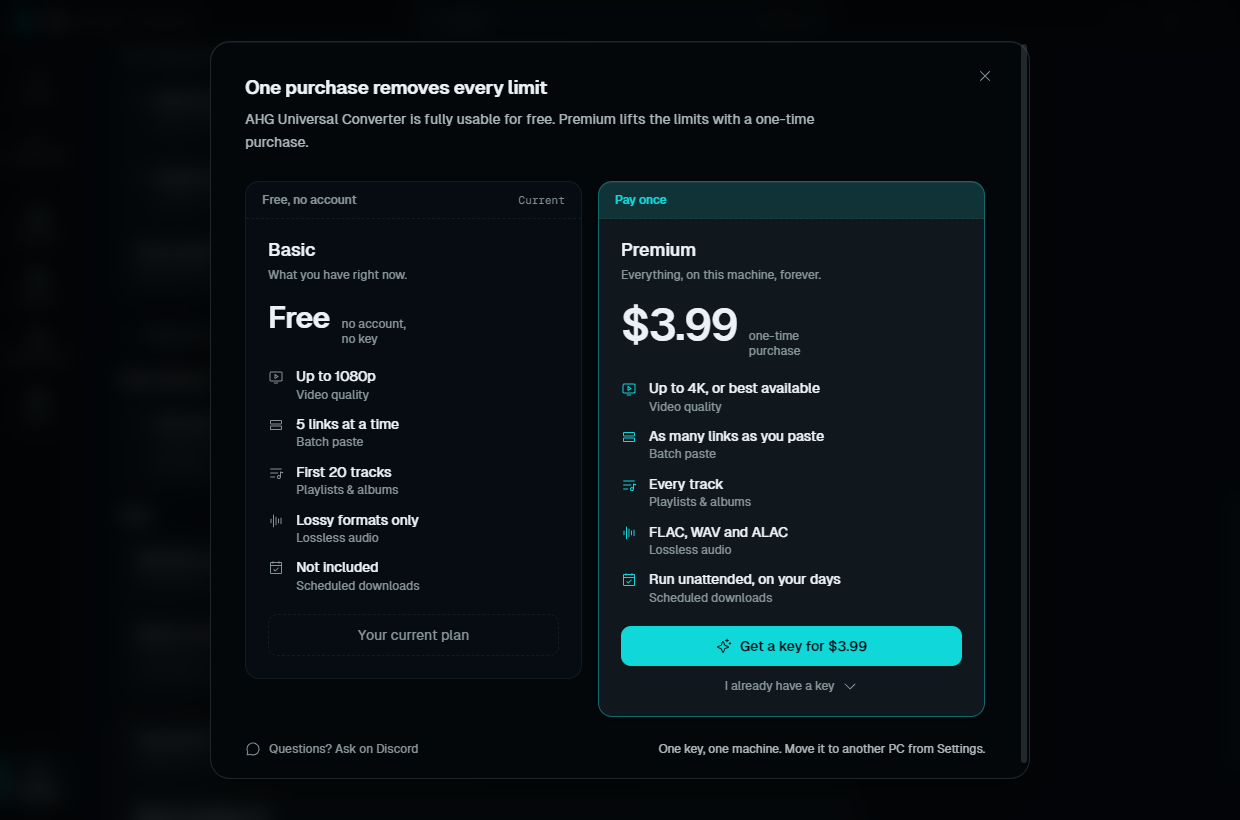 One purchase removes every limit
AHG Universal Converter is fully usable for free. Premium lifts the limits with a one-time
purchase.
Free, no account
Current
Basic
What you have right now.
Free
no account,
no key
Up to 1080p
Video quality
5 links at a time
Batch paste
First 20 tracks
Playlists & albums
Lossy formats only
Lossless audio
Not included
Scheduled downloads
Your current plan
Pay once
Premium
Everything, on this machine, forever.
$3.99
one-time
purchase
Up to 4K, or best available
Video quality
As many links as you paste
Batch paste
Every track
Playlists & albums
FLAC, WAV and ALAC
Lossless audio
Run unattended, on your days
Scheduled downloads
Get a key for $3.99
I already have a key
Questions? Ask on Discord
One key, one machine. Move it to another PC from Settings.